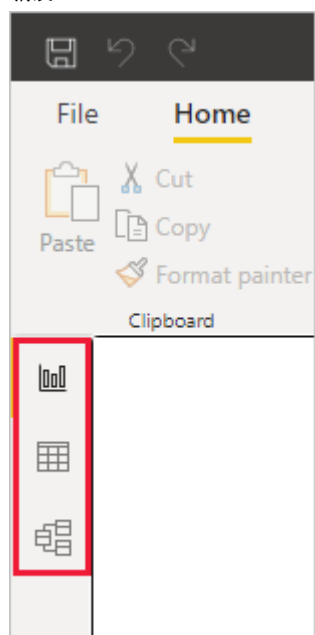 File Home
Cut
Copy
Paste
Format painter
Clipboard